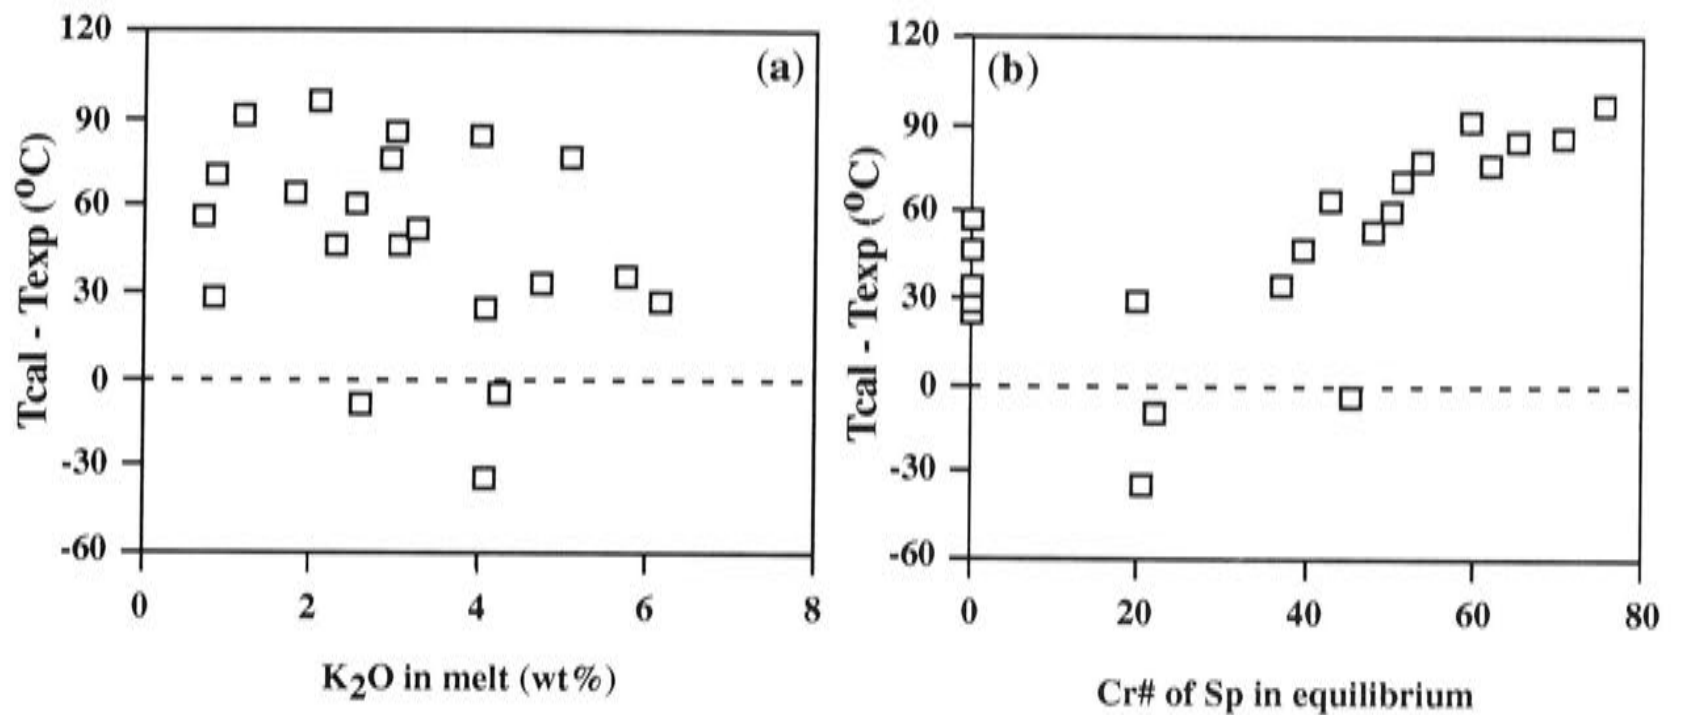 120
90
60
30
0
-30
-60
0 2 4 6 8
Tcal - Texp (°C)
K₂O in melt (wt%)
(a)
120
90
60
30
0
-30
-60
0 20 40 60 80
Tcal - Texp (°C)
Cr# of Sp in equilibrium
(b)